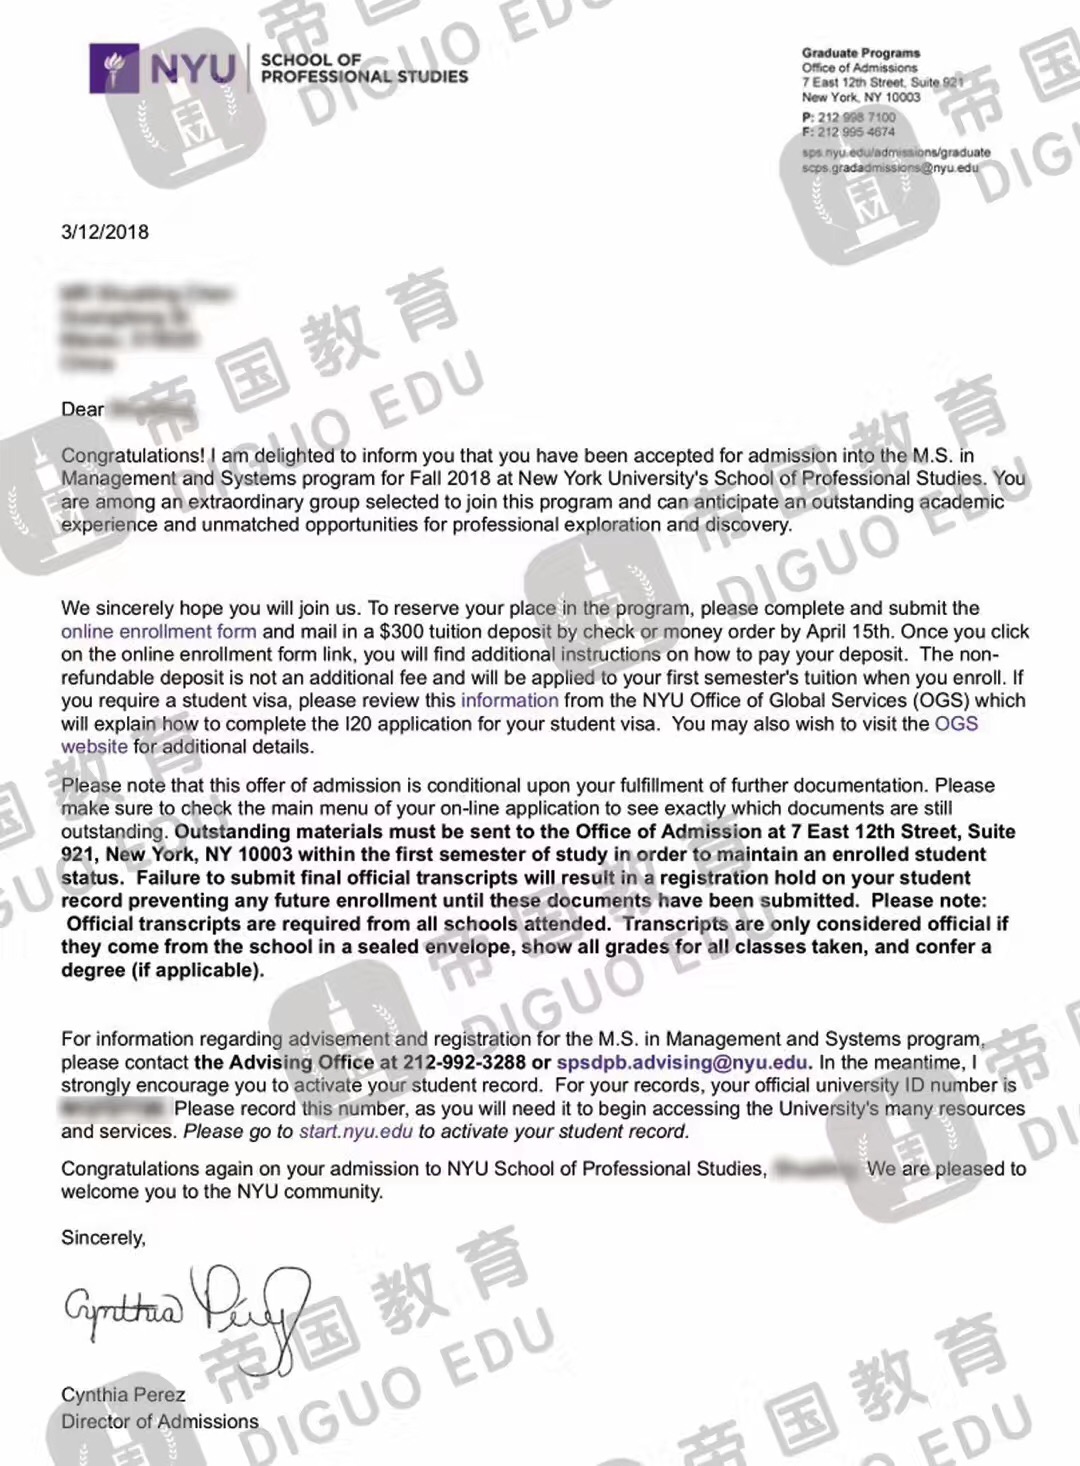 NYU
SCHOOL OF
PROFESSIONAL STUDIES
Graduate Programs
Office of Admissions
7 East 12th Street, Suite 921
New York, NY 10003
P: 212 998 7100
F: 212 995 4674
sps.nyu.edu/admissions/graduate
scps.gradadmissions@nyu.edu
帝国教育
DIGUO EDU
3/12/2018
Dear
Congratulations! I am delighted to inform you that you have been accepted for admission into the M.S. in
Management and Systems program for Fall 2018 at New York University's School of Professional Studies. You
are among an extraordinary group selected to join this program and can anticipate an outstanding academic
experience and unmatched opportunities for professional exploration and discovery.
We sincerely hope you will join us. To reserve your place in the program, please complete and submit the
online enrollment form and mail in a $300 tuition deposit by check or money order by April 15th. Once you click
on the online enrollment form link, you will find additional instructions on how to pay your deposit.  The non-
refundable deposit is not an additional fee and will be applied to your first semester's tuition when you enroll. If
you require a student visa, please review this information from the NYU Office of Global Services (OGS) which
will explain how to complete the I20 application for your student visa.  You may also wish to visit the OGS
website for additional details.
Please note that this offer of admission is conditional upon your fulfillment of further documentation. Please
make sure to check the main menu of your on-line application to see exactly which documents are still
outstanding. Outstanding materials must be sent to the Office of Admission at 7 East 12th Street, Suite
921, New York, NY 10003 within the first semester of study in order to maintain an enrolled student
status.  Failure to submit final official transcripts will result in a registration hold on your student
record preventing any future enrollment until these documents have been submitted.  Please note:
Official transcripts are required from all schools attended.  Transcripts are only considered official if
they come from the school in a sealed envelope, show all grades for all classes taken, and confer a
degree (if applicable).
For information regarding advisement and registration for the M.S. in Management and Systems program,
please contact the Advising Office at 212-992-3288 or spsdpb.advising@nyu.edu. In the meantime, I
strongly encourage you to activate your student record.  For your records, your official university ID number is
Please record this number, as you will need it to begin accessing the University's many resources
and services. Please go to start.nyu.edu to activate your student record.
Congratulations again on your admission to NYU School of Professional Studies, We are pleased to
welcome you to the NYU community.
Sincerely,
Cynthia Perez
Cynthia Perez
Director of Admissions